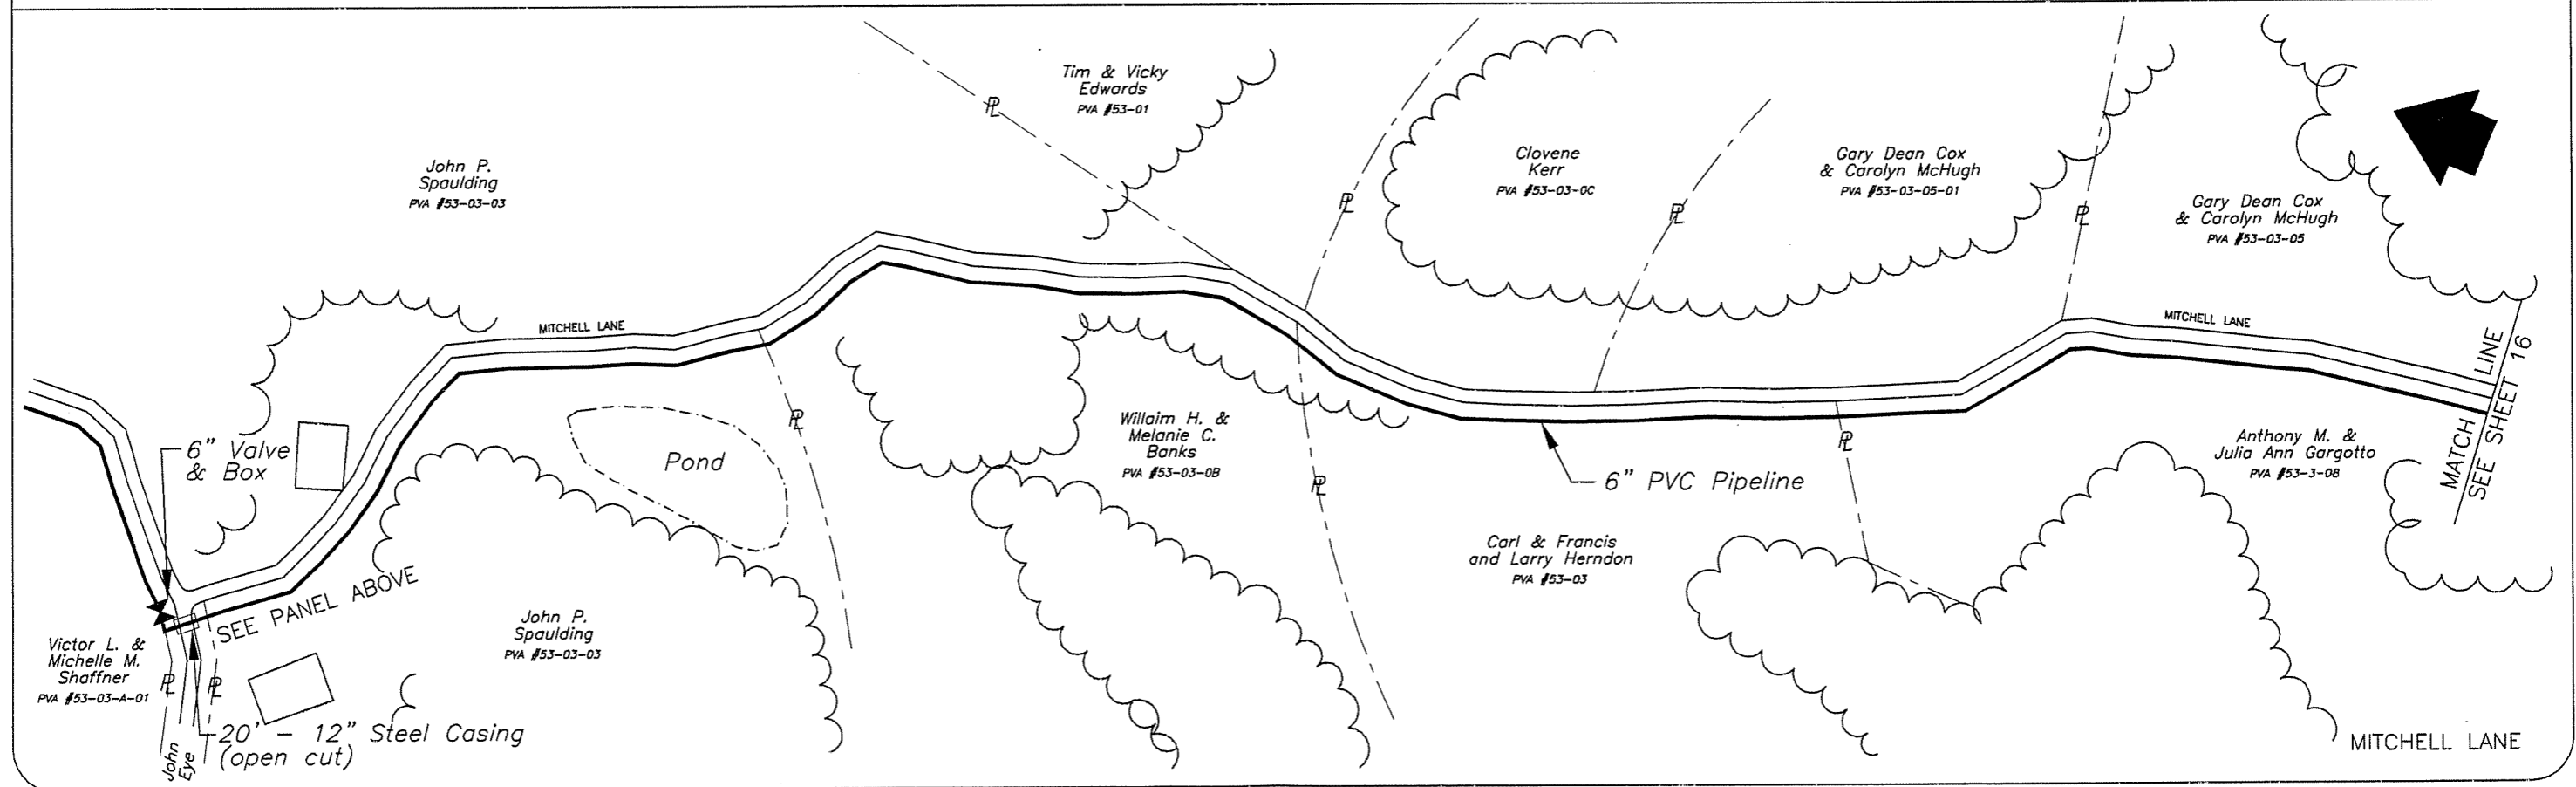 Tim & Vicky
Edwards
PVA #53-01
John P.
Spaulding
PVA #53-03-03
Clovene
Kerr
PVA #53-03-0C
Gary Dean Cox
& Carolyn McHugh
PVA #53-03-05-01
Gary Dean Cox
& Carolyn McHugh
PVA #53-03-05
PL
PL
PL
PL
MITCHELL LANE
MITCHELL LANE
MATCH LINE
SEE SHEET 16
6" Valve
& Box
Pond
PL
Willaim H. &
Melanie C.
Banks
PVA #53-03-0B
PL
6" PVC Pipeline
PL
Anthony M. &
Julia Ann Gargotto
PVA #53-3-08
Carl & Francis
and Larry Herndon
PVA #53-03
SEE PANEL ABOVE
John P.
Spaulding
PVA #53-03-03
Victor L. &
Michelle M.
Shaffner
PVA #53-03-A-01
PL
PL
20' - 12" Steel Casing
(open cut)
John
Eye
MITCHELL LANE